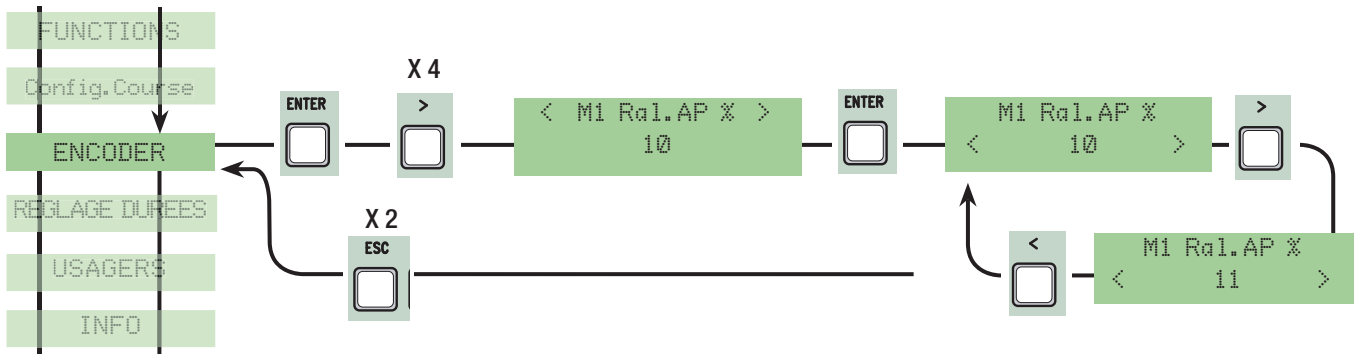 FUNCTIONS
Config.Course
ENCODER
REGLAGE DUREES
USAGERS
INFO
ENTER
X 4
>
< M1 Ral.AP % >
10
ENTER
M1 Ral.AP %
< 10 >
>
M1 Ral.AP %
< 11 >
<
X 2
ESC